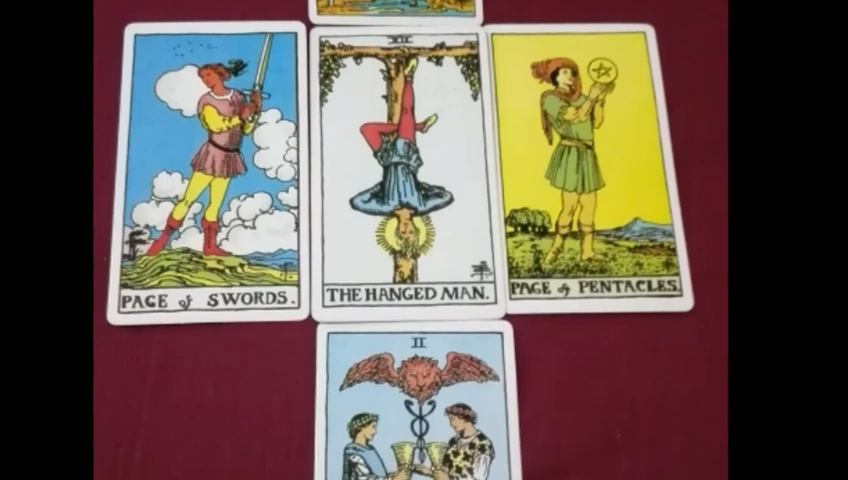 XII
PAGE of SWORDS.
THE HANGED MAN.
PAGE of PENTACLES.
II